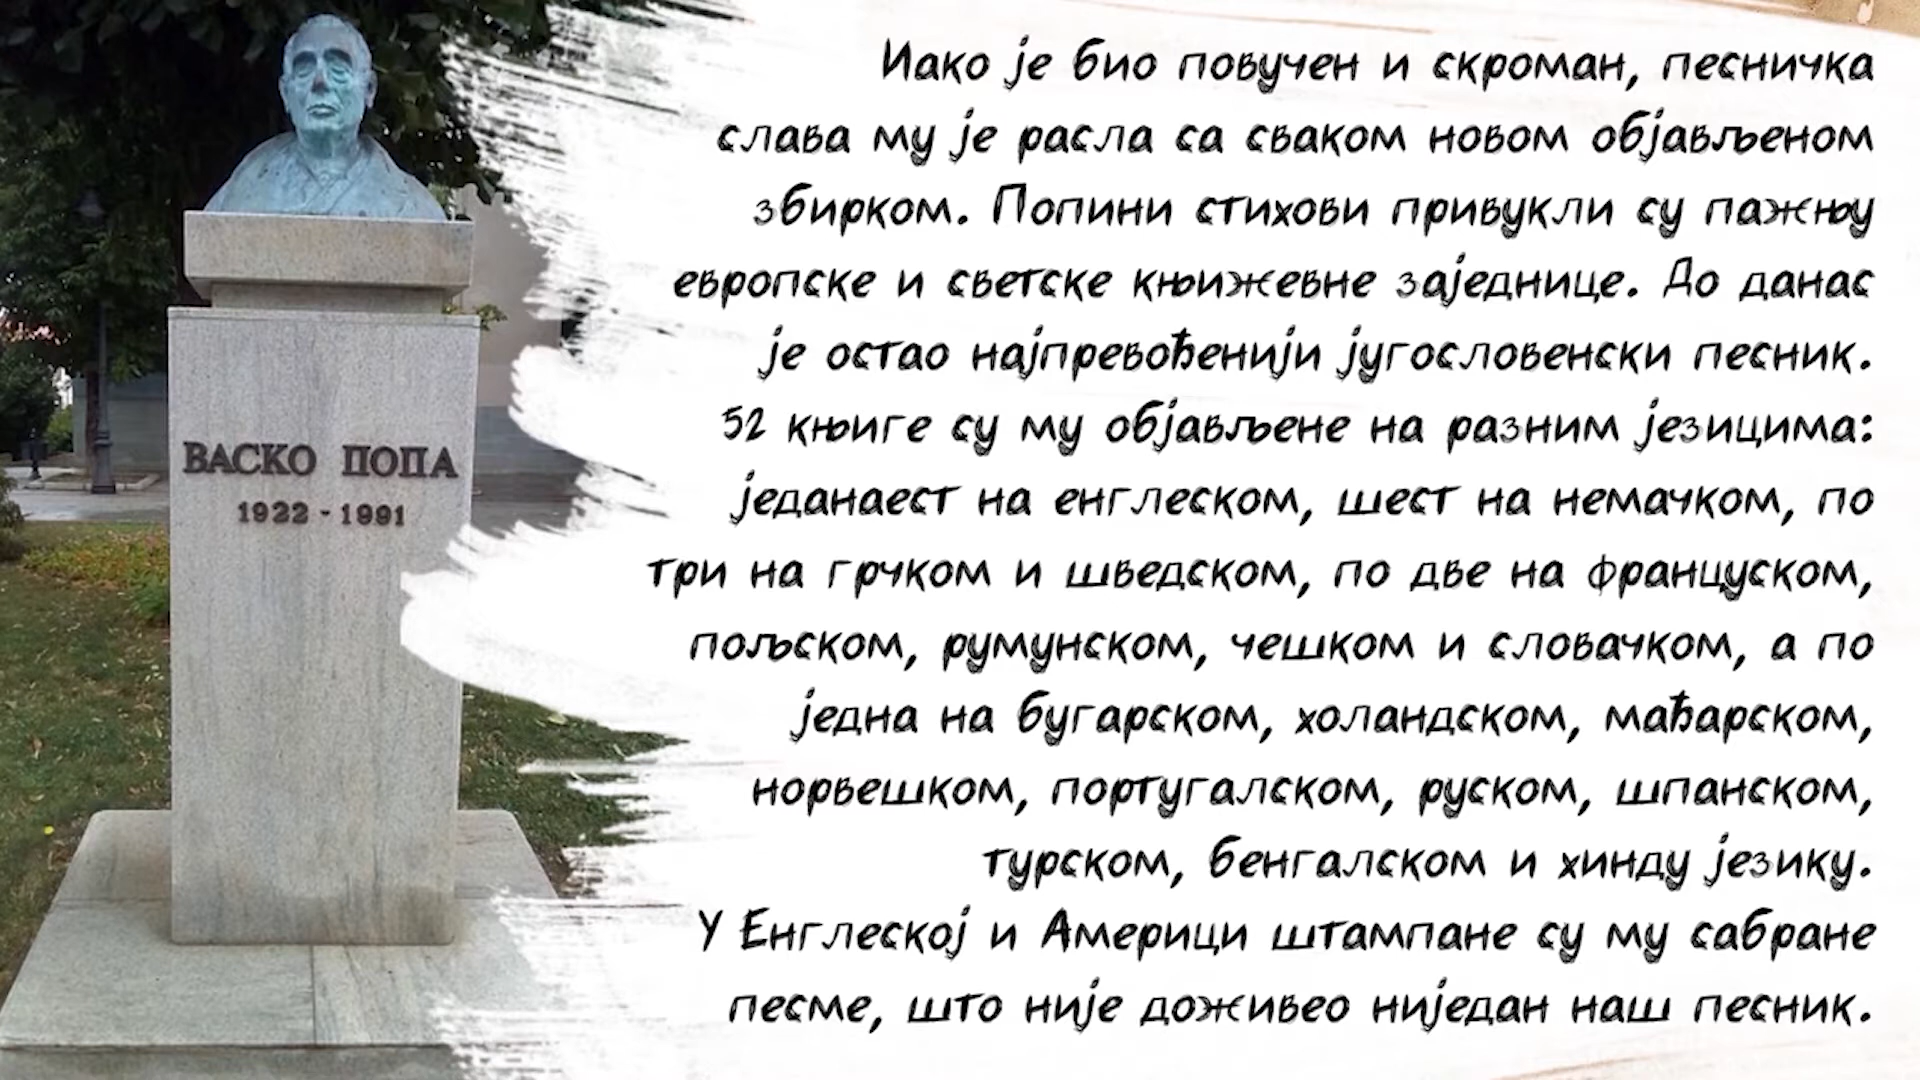 ВАСКО ПОПА
1922 - 1991
Иако је био повучен и скроман, песничка
слава му је расла са сваком новом објављеном
збирком. Попини стихови привукли су пажњу
европске и светске књижевне заједнице. До данас
је остао најпревођенији југословенски песник.
52 књиге су му објављене на разним језицима:
једанаест на енглеском, шест на немачком, по
три на грчком и шведском, по две на француском,
пољском, румунском, чешком и словачком, а по
једна на бугарском, холандском, мађарском,
норвешком, португалском, руском, шпанском,
турском, бенгалском и хинду језику.
У Енглеској и Америци штампане су му сабране
песме, што није доживео ниједан наш песник.